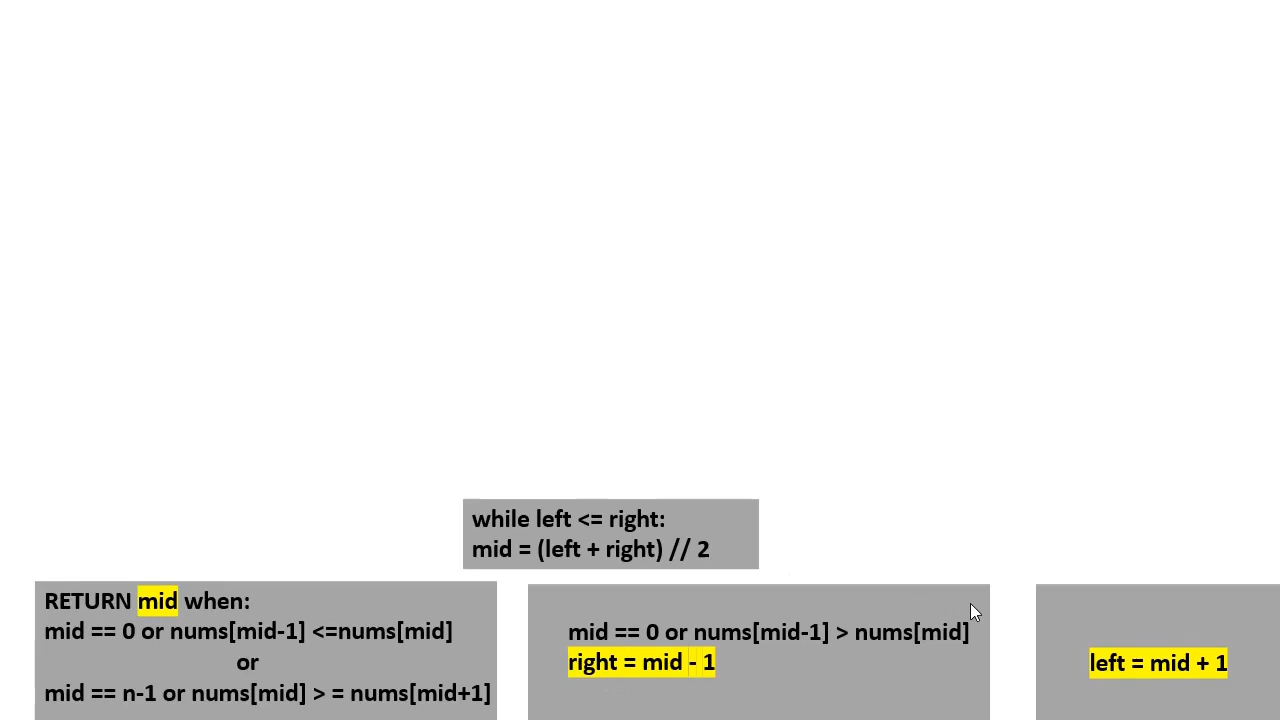 while left <= right:
mid = (left + right) // 2
RETURN mid when:
mid == 0 or nums[mid-1] <=nums[mid]
or
mid == n-1 or nums[mid] > = nums[mid+1]
mid == 0 or nums[mid-1] > nums[mid]
right = mid - 1
left = mid + 1